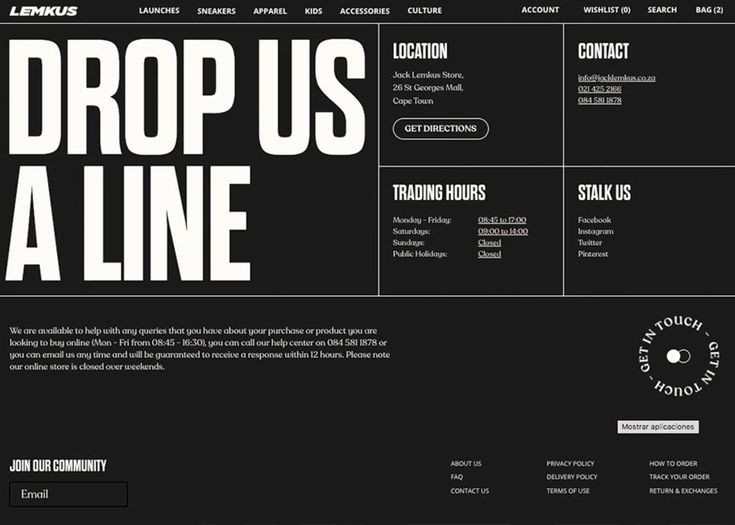 LEMKUS
LAUNCHES SNEAKERS APPAREL KIDS ACCESSORIES CULTURE ACCOUNT WISHLIST (0) SEARCH BAG (2)
DROP US
A LINE
LOCATION
Jack Lemkus Store,
26 St Georges Mall,
Cape Town
GET DIRECTIONS
CONTACT
info@jacklemkus.co.za
021 425 2166
084 581 1878
TRADING HOURS
Monday - Friday: 08:45 to 17:00
Saturdays: 09:00 to 14:00
Sundays: Closed
Public Holidays: Closed
STALK US
Facebook
Instagram
Twitter
Pinterest
We are available to help with any queries that you have about your purchase or product you are
looking to buy online (Mon - Fri from 08:45 - 16:30), you can call our help center on 084 581 1878 or
you can email us any time and will be guaranteed to receive a response within 12 hours. Please note
our online store is closed over weekends.
GET IN TOUCH - GET IN TOUCH -
Mostrar aplicaciones
JOIN OUR COMMUNITY
Email
ABOUT US PRIVACY POLICY HOW TO ORDER
FAQ DELIVERY POLICY TRACK YOUR ORDER
CONTACT US TERMS OF USE RETURN & EXCHANGES